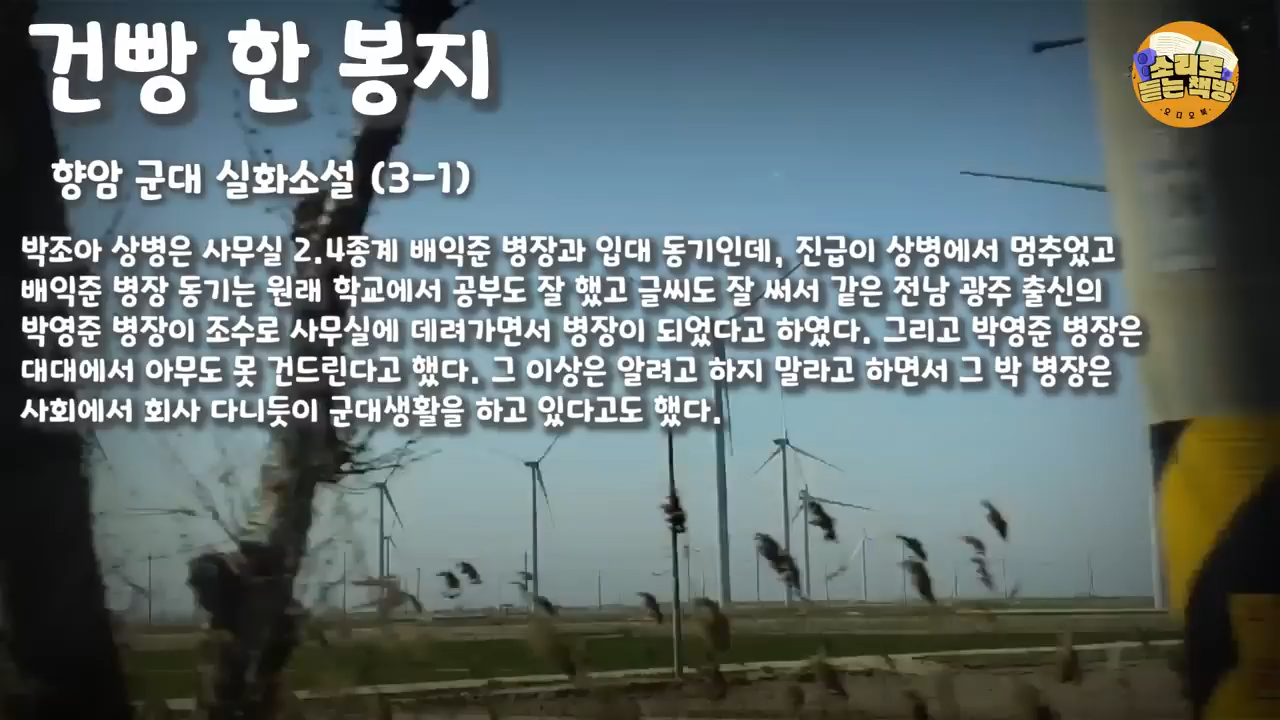 건빵 한 봉지
소리로
듣는 책방
·오디오북·
향암 군대 실화소설 (3-1)
박조아 상병은 사무실 2.4종계 배익준 병장과 입대 동기인데, 진급이 상병에서 멈추었고
배익준 병장 동기는 원래 학교에서 공부도 잘 했고 글씨도 잘 써서 같은 전남 광주 출신의
박영준 병장이 조수로 사무실에 데려가면서 병장이 되었다고 하였다. 그리고 박영준 병장은
대대에서 아무도 못 건드린다고 했다. 그 이상은 알려고 하지 말라고 하면서 그 박 병장은
사회에서 회사 다니듯이 군대생활을 하고 있다고도 했다.